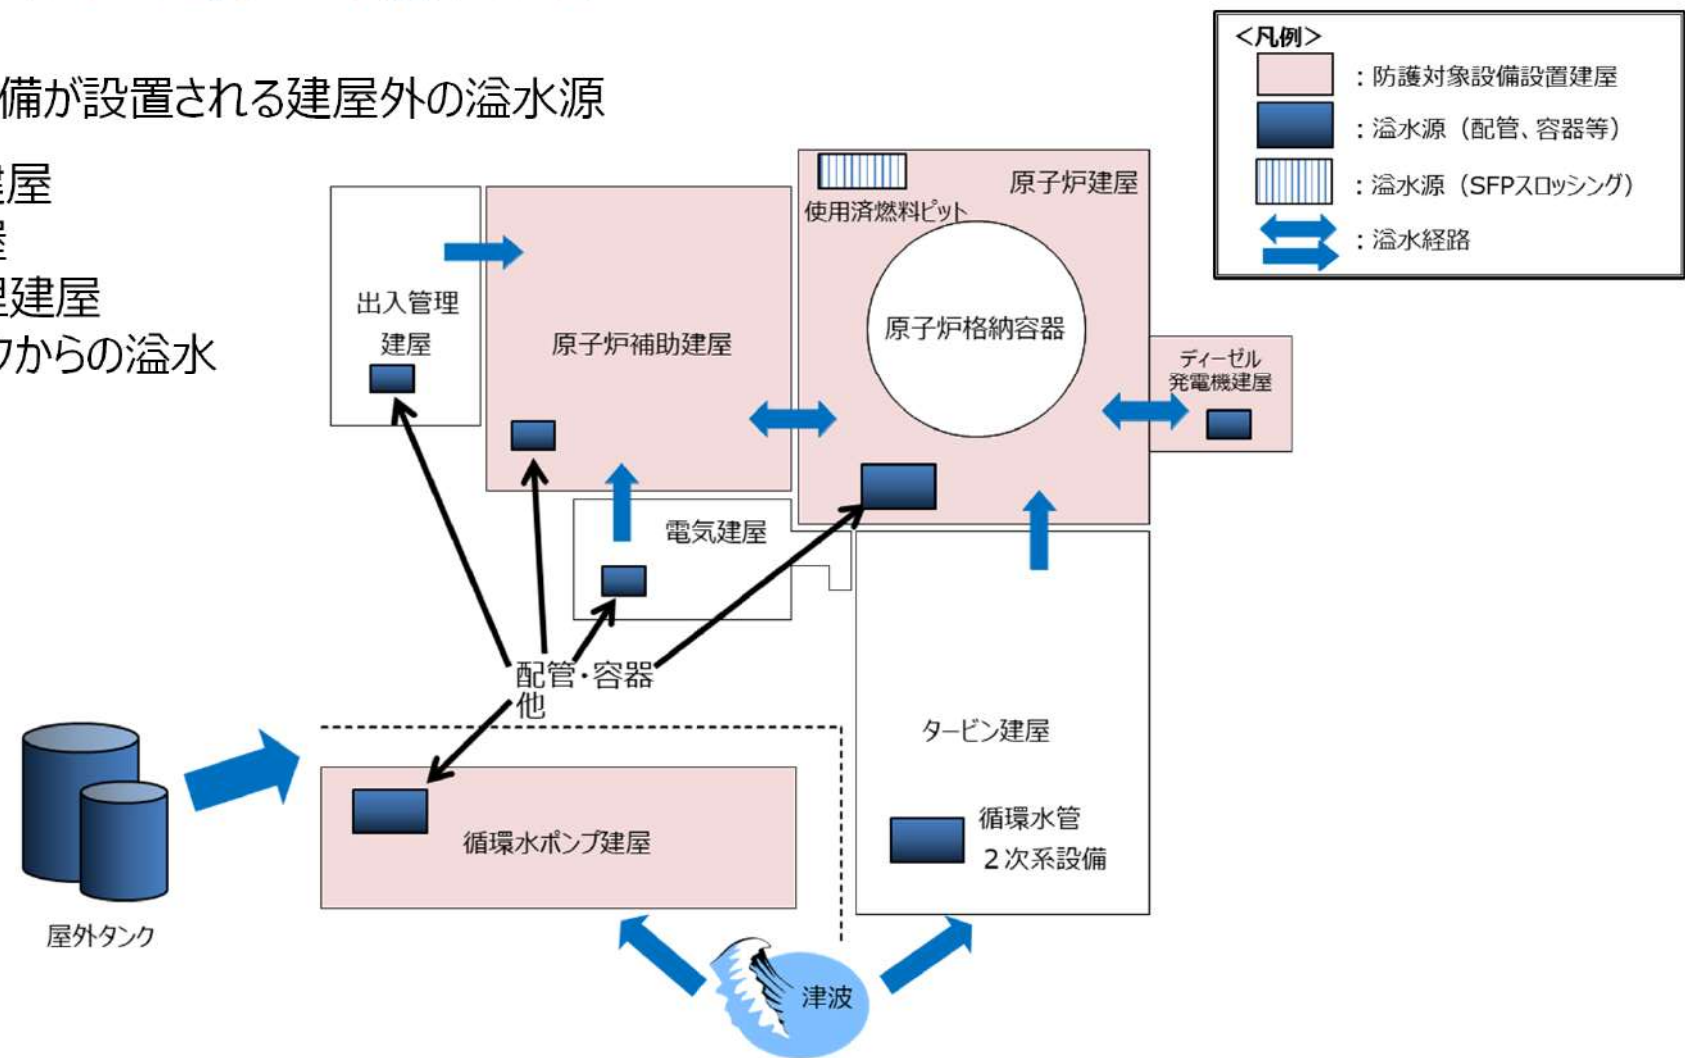 備が設置される建屋外の溢水源
建屋
屋
理建屋
クからの溢水
<凡例>
：防護対象設備設置建屋
：溢水源（配管、容器等）
：溢水源（SFPスロッシング）
：溢水経路
原子炉建屋
使用済燃料ピット
出入管理
建屋
原子炉補助建屋
原子炉格納容器
ディーゼル
発電機建屋
電気建屋
配管・容器
他
タービン建屋
循環水管
２次系設備
循環水ポンプ建屋
屋外タンク
津波